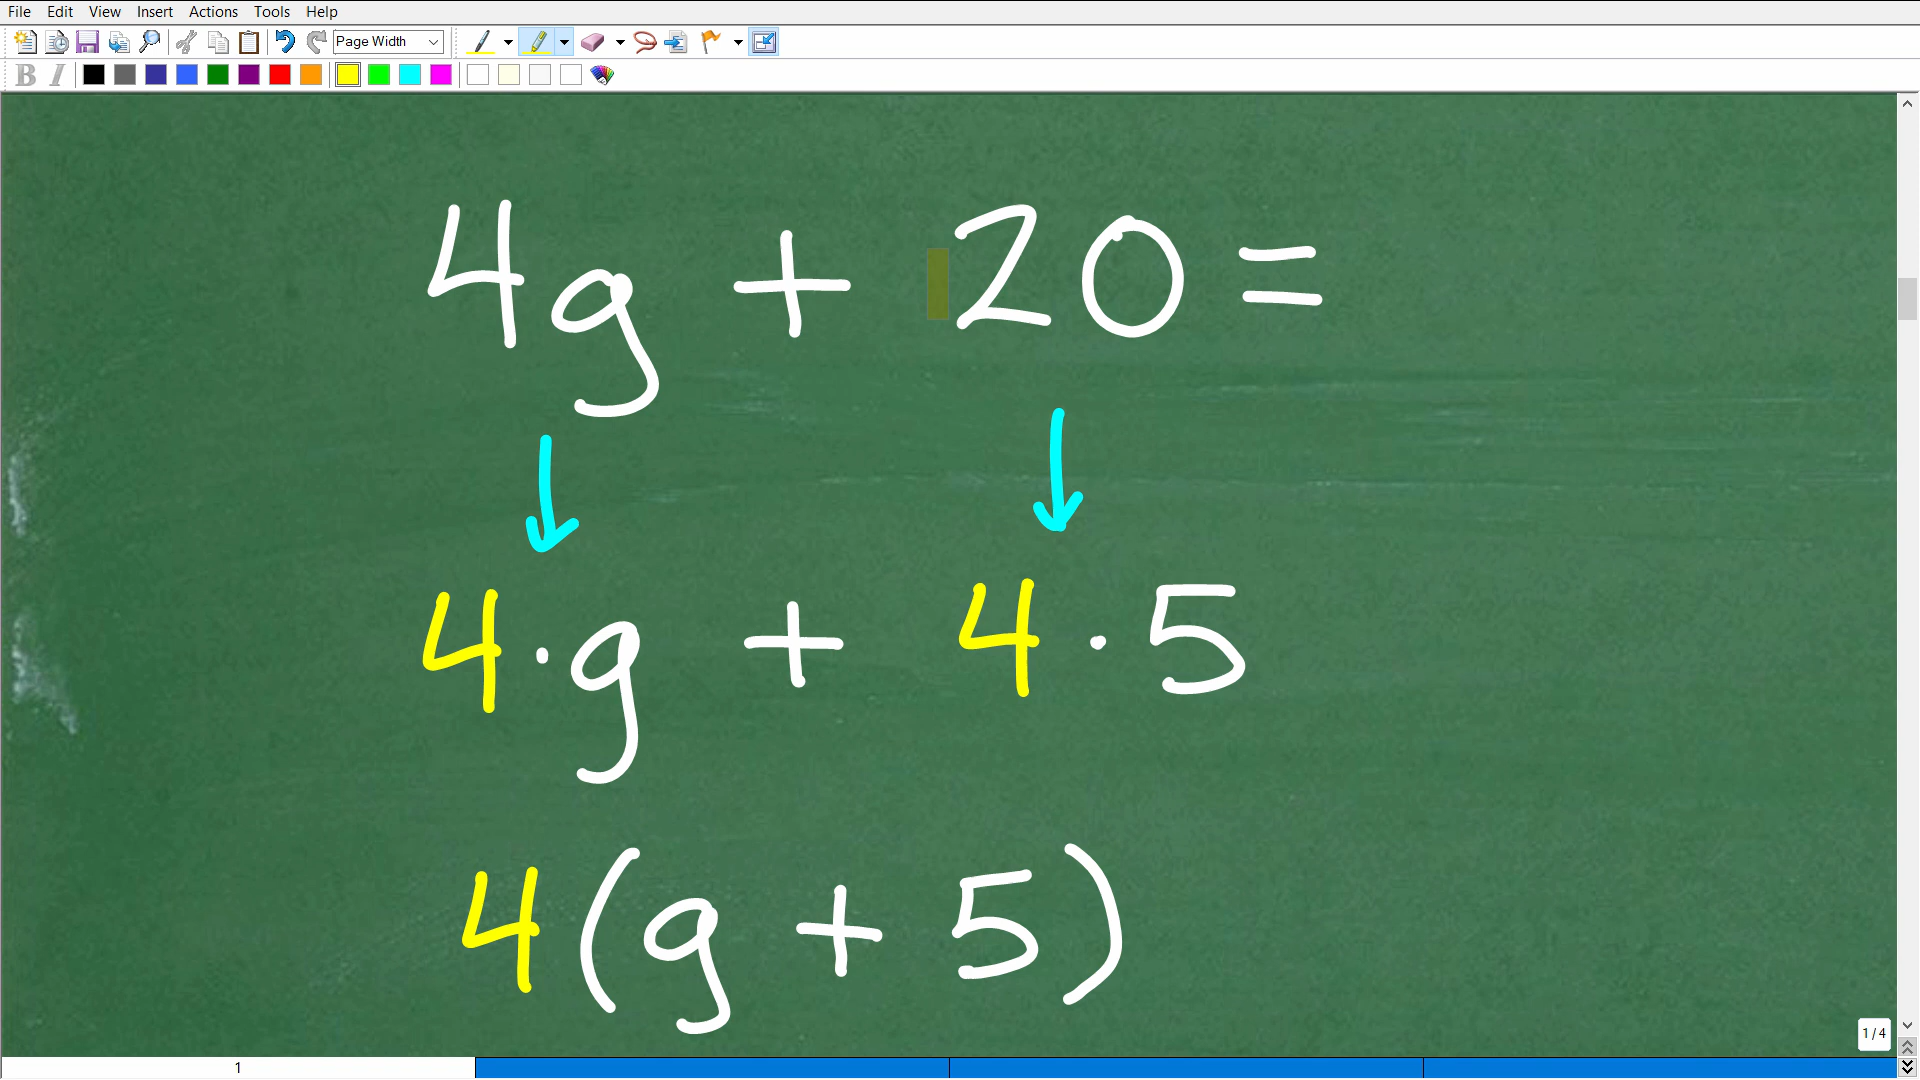 File Edit View Insert Actions Tools Help
Page Width
B I
4g + 20 =
4·g + 4·5
4(g + 5)
1 / 4
1